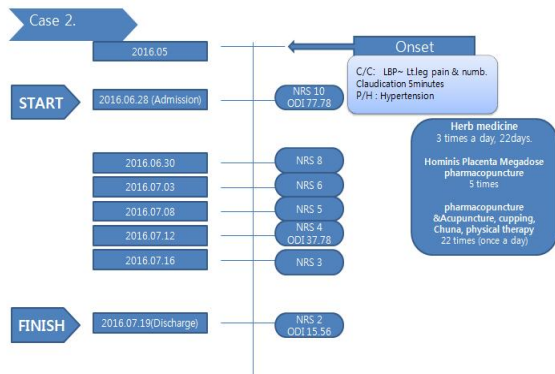 Case 2.
2016.05
Onset
C/C: LBP~ Lt.leg pain & numb.
Claudication 5minutes
P/H : Hypertension
START
2016.06.28 (Admission)
NRS 10
ODI 77.78
Herb medicine
3 times a day, 22days.
Hominis Placenta Megadose
pharmacopuncture
5 times
pharmacopuncture
&Acupuncture, cupping,
Chuna, physical therapy
22 times (once a day)
2016.06.30
NRS 8
2016.07.03
NRS 6
2016.07.08
NRS 5
2016.07.12
NRS 4
ODI 37.78
2016.07.16
NRS 3
FINISH
2016.07.19(Discharge)
NRS 2
ODI 15.56